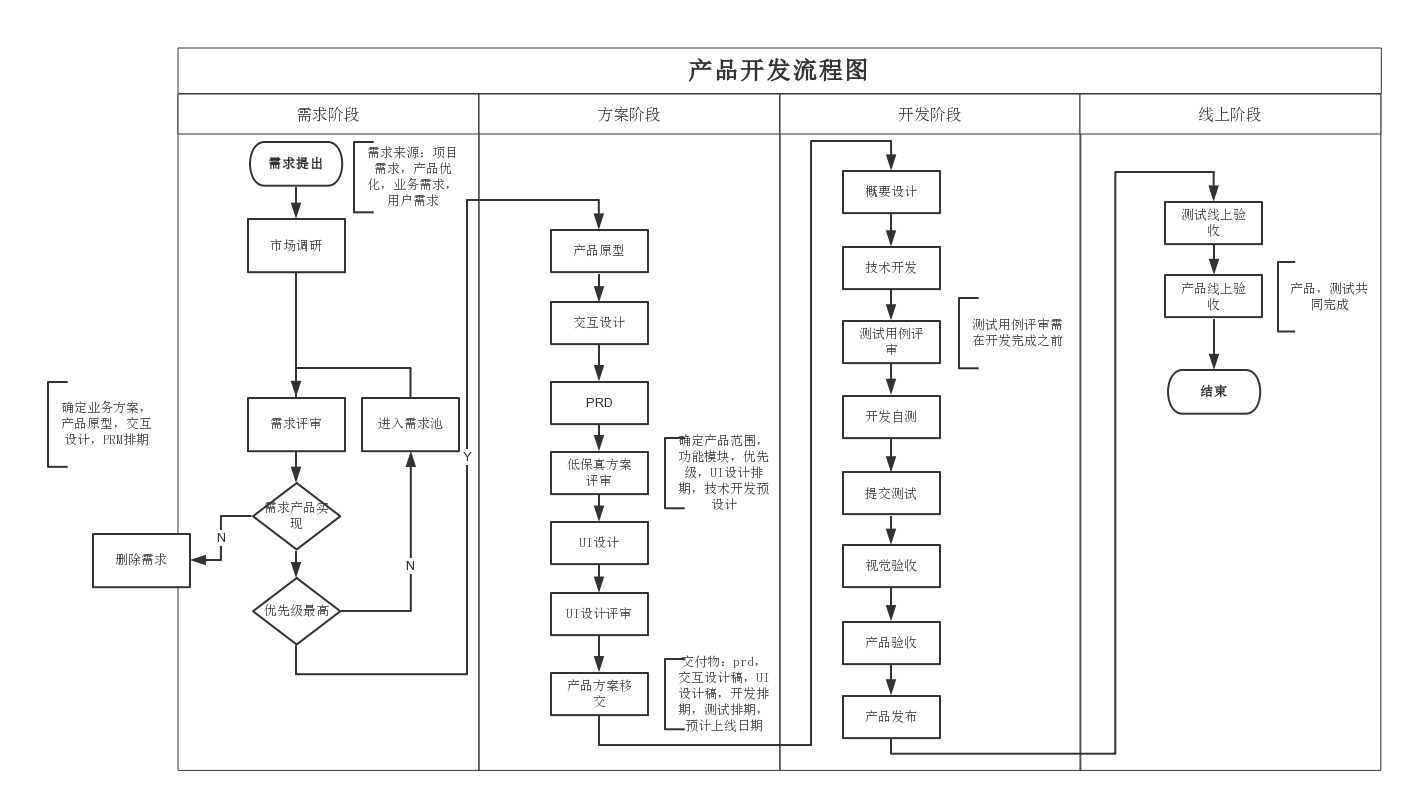 产品开发流程图
需求阶段
方案阶段
开发阶段
线上阶段
需求提出
需求来源：项目
需求，产品优
化，业务需求，
用户需求
市场调研
确定业务方案，
产品原型，交互
设计，PRM排期
需求评审
进入需求池
需求产品实
现
N
删除需求
优先级最高
N
Y
产品原型
交互设计
PRD
低保真方案
评审
确定产品范围，
功能模块，优先
级，UI设计排
期，技术开发预
设计
UI设计
UI设计评审
产品方案移
交
交付物：prd，
交互设计稿，UI
设计稿，开发排
期，测试排期，
预计上线日期
概要设计
技术开发
测试用例评
审
测试用例评审需
在开发完成之前
开发自测
提交测试
视觉验收
产品验收
产品发布
测试线上验
收
产品线上验
收
产品，测试共
同完成
结束